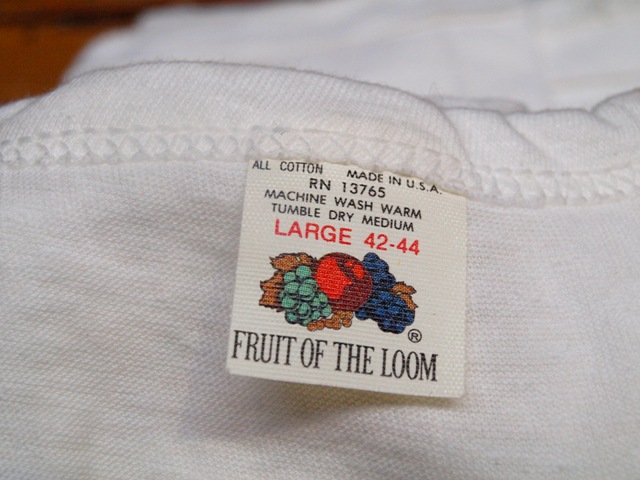 ALL COTTON MADE IN U.S.A.
RN 13765
MACHINE WASH WARM
TUMBLE DRY MEDIUM
LARGE 42-44
®
FRUIT OF THE LOOM